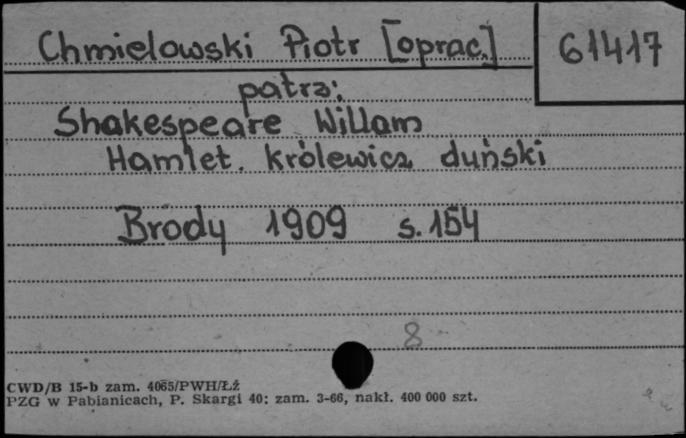 Chmielowski Piotr [oprac.]
61417
patrz:
Shakespeare Willam
Hamlet. królewicz duński
Brody 1909 s. 154
8
CWD/B 15-b zam. 4065/PWH/Łź
PZG w Pabianicach, P. Skargi 40; zam. 3-66, nakł. 400 000 szt.